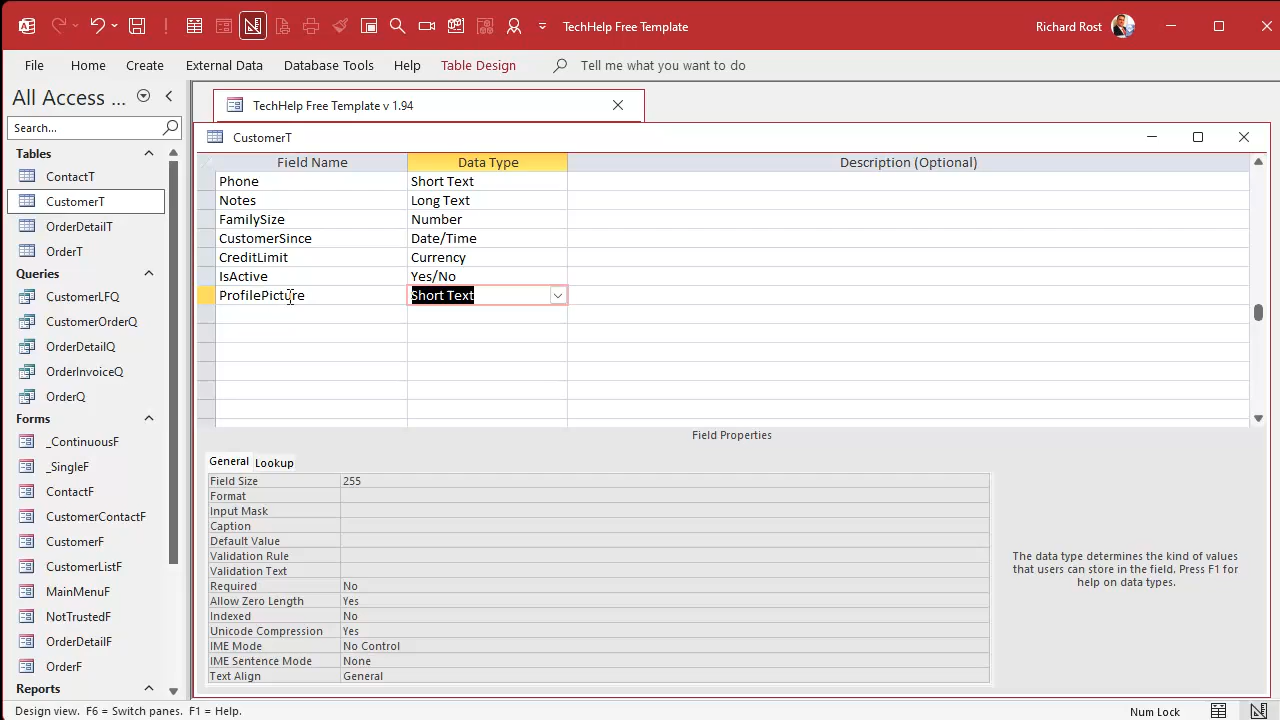 TechHelp Free Template
Richard Rost
File Home Create External Data Database Tools Help Table Design Tell me what you want to do
All Access ...
Search...
Tables
ContactT
CustomerT
OrderDetailT
OrderT
Queries
CustomerLFQ
CustomerOrderQ
OrderDetailQ
OrderInvoiceQ
OrderQ
Forms
_ContinuousF
_SingleF
ContactF
CustomerContactF
CustomerF
CustomerListF
MainMenuF
NotTrustedF
OrderDetailF
OrderF
Reports
TechHelp Free Template v 1.94
CustomerT
Field Name Data Type Description (Optional)
Phone Short Text
Notes Long Text
FamilySize Number
CustomerSince Date/Time
CreditLimit Currency
IsActive Yes/No
ProfilePicture Short Text
Field Properties
General Lookup
Field Size 255
Format
Input Mask
Caption
Default Value
Validation Rule
Validation Text
Required No
Allow Zero Length Yes
Indexed No
Unicode Compression Yes
IME Mode No Control
IME Sentence Mode None
Text Align General
The data type determines the kind of values
that users can store in the field. Press F1 for
help on data types.
Design view. F6 = Switch panes. F1 = Help.
Num Lock